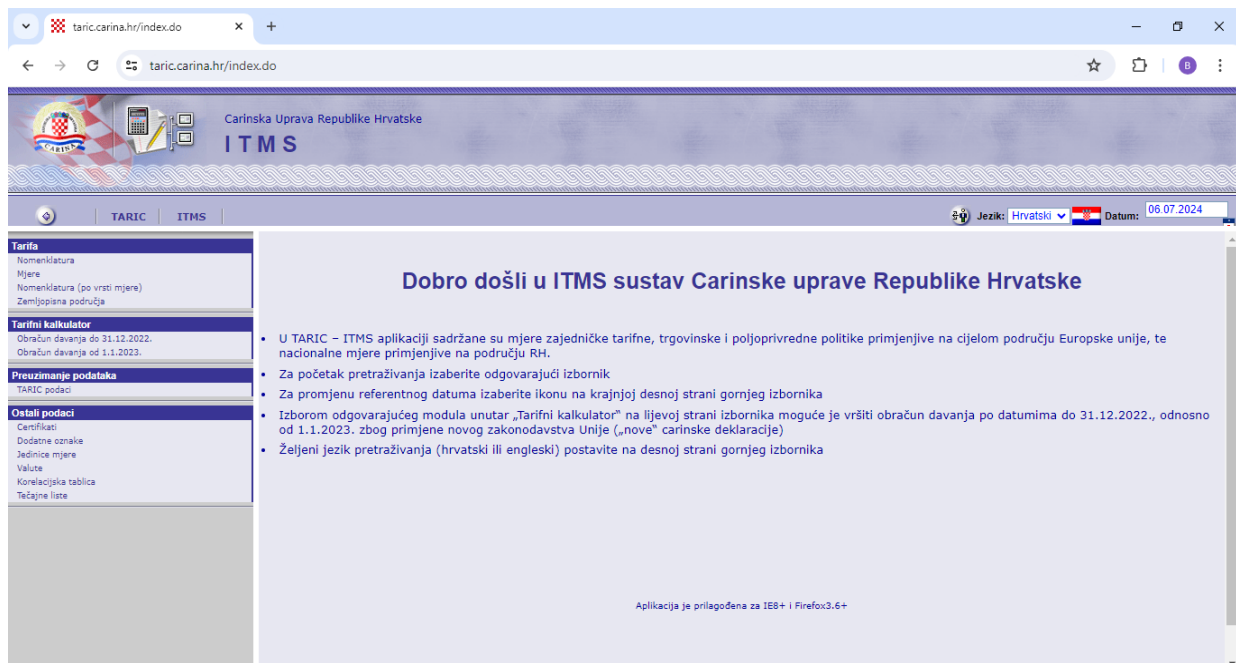 taric.carina.hr/index.do
taric.carina.hr/index.do
B
CARINA
Carinska Uprava Republike Hrvatske
ITMS
TARIC ITMS
Jezik: Hrvatski Datum: 06.07.2024
Tarifa
Nomenklatura
Mjere
Nomenklatura (po vrsti mjere)
Zemljopisna područja
Tarifni kalkulator
Obračun davanja do 31.12.2022.
Obračun davanja od 1.1.2023.
Preuzimanje podataka
TARIC podaci
Ostali podaci
Certifikati
Dodatne oznake
Jedinice mjere
Valute
Korelacijska tablica
Tečajne liste
Dobro došli u ITMS sustav Carinske uprave Republike Hrvatske
• U TARIC – ITMS aplikaciji sadržane su mjere zajedničke tarifne, trgovinske i poljoprivredne politike primjenjive na cijelom području Europske unije, te
nacionalne mjere primjenjive na području RH.
• Za početak pretraživanja izaberite odgovarajući izbornik
• Za promjenu referentnog datuma izaberite ikonu na krajnjoj desnoj strani gornjeg izbornika
• Izborom odgovarajućeg modula unutar „Tarifni kalkulator“ na lijevoj strani izbornika moguće je vršiti obračun davanja po datumima do 31.12.2022., odnosno
od 1.1.2023. zbog primjene novog zakonodavstva Unije („nove“ carinske deklaracije)
• Željeni jezik pretraživanja (hrvatski ili engleski) postavite na desnoj strani gornjeg izbornika
Aplikacija je prilagođena za IE8+ i Firefox3.6+